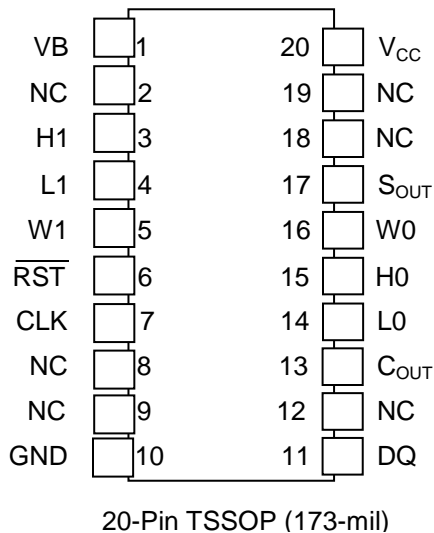 VB 1 20 VCC
NC 2 19 NC
H1 3 18 NC
L1 4 17 SOUT
W1 5 16 W0
R̅S̅T̅ 6 15 H0
CLK 7 14 L0
NC 8 13 COUT
NC 9 12 NC
GND 10 11 DQ
20-Pin TSSOP (173-mil)